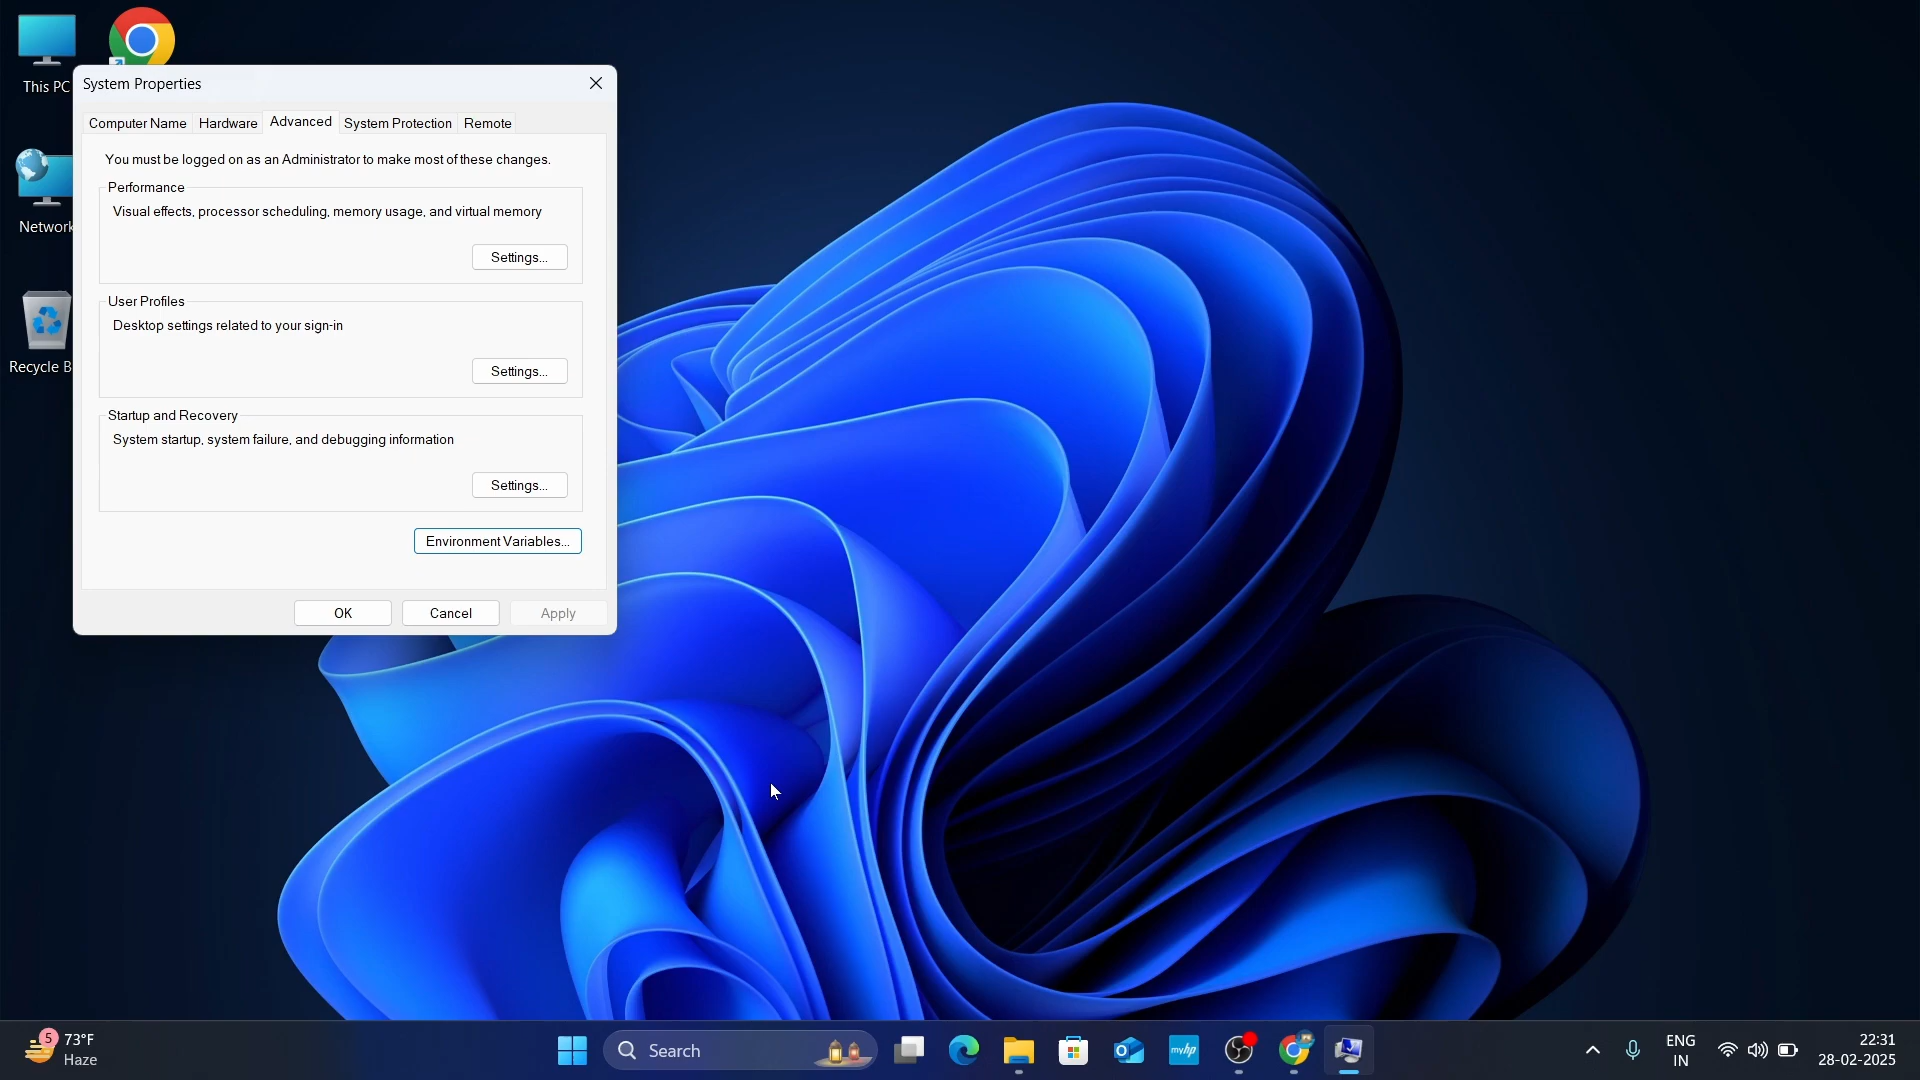 This PC
Network
Recycle B
System Properties
Computer Name
Hardware
Advanced
System Protection
Remote
You must be logged on as an Administrator to make most of these changes.
Performance
Visual effects, processor scheduling, memory usage, and virtual memory
Settings...
User Profiles
Desktop settings related to your sign-in
Settings...
Startup and Recovery
System startup, system failure, and debugging information
Settings...
Environment Variables...
OK
Cancel
Apply
5
73°F
Haze
Search
myhp
ENG
IN
22:31
28-02-2025